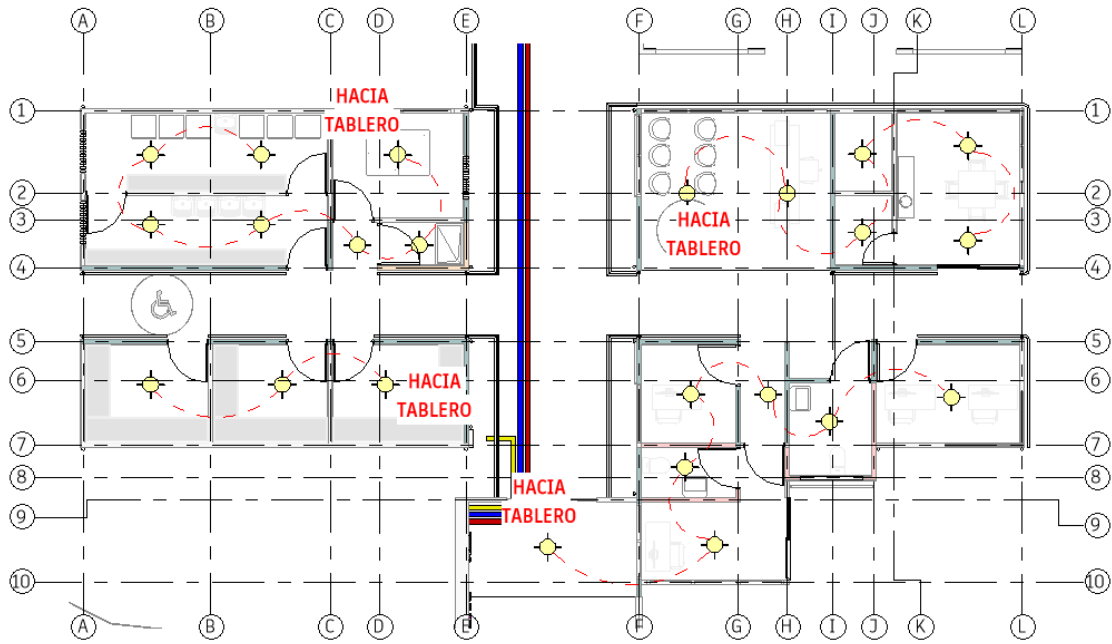 A B C D E F G H I J K L
1 HACIA 1
TABLERO
2 2
3 HACIA 3
TABLERO
4 4
5 5
6 HACIA 6
TABLERO
7 7
8 HACIA 8
TABLERO
9 9
10 10
A B C D E F G H I J K L